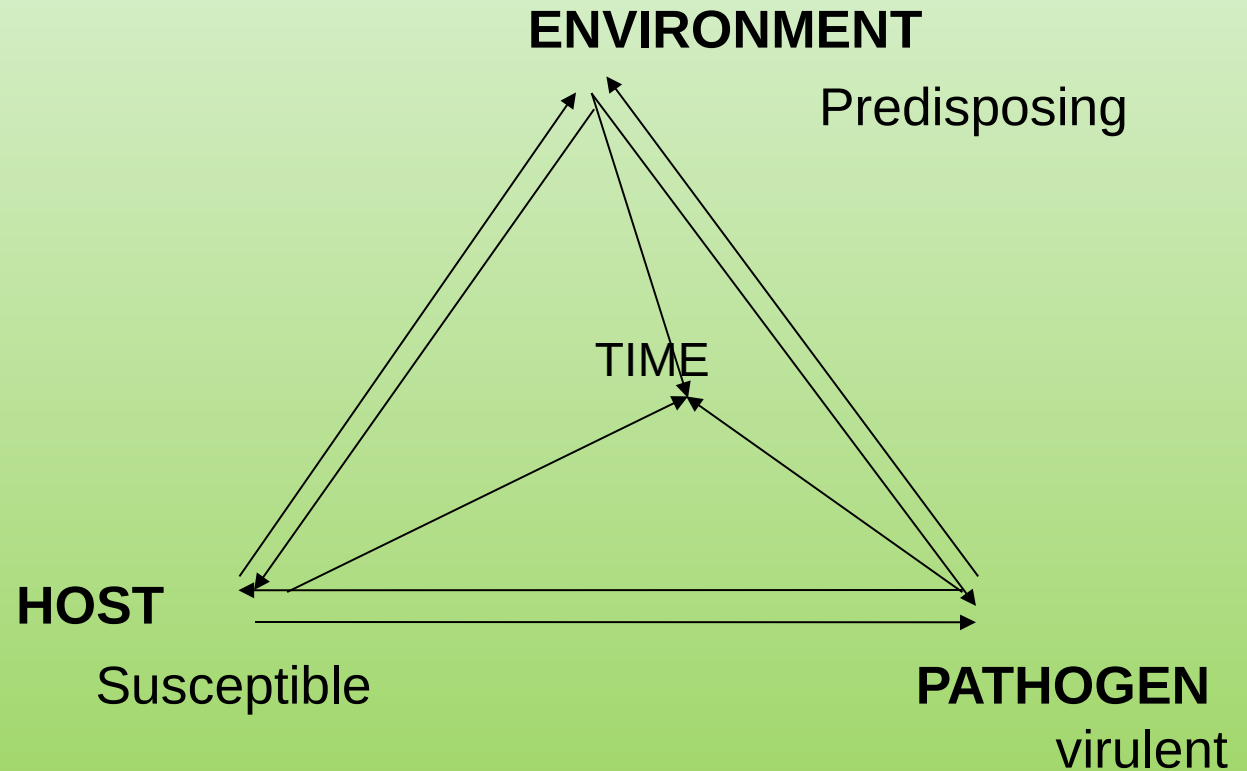 ENVIRONMENT
Predisposing
TIME
HOST
Susceptible
PATHOGEN
virulent